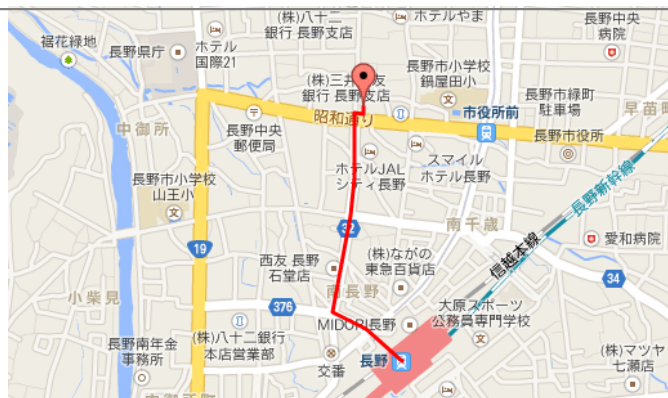 裾花緑地
長野県庁
ホテル
国際21
(株)八十二
銀行 長野支店
ホテルやま
長野中央
病院
(株)三井
友
銀行 長野支店
長野市小学校
鍋屋田小
長野市緑町
駐車場
早苗町
市役所前
昭和通り
中御所
長野中央
郵便局
長野市役所
ホテルJAL
シティ長野
スマイル
ホテル長野
長野市小学校
山王小
長野新幹線
南千歳
32
19
信越本線
愛和病院
西友 長野
石堂店
(株)ながの
東急百貨店
34
小柴見
南長野
376
大原スポーツ
公務員専門学校
MIDORI長野
長野南年金
事務所
(株)八十二銀行
本店営業部
交番
長野
(株)マツヤ
七瀬店
中御所町